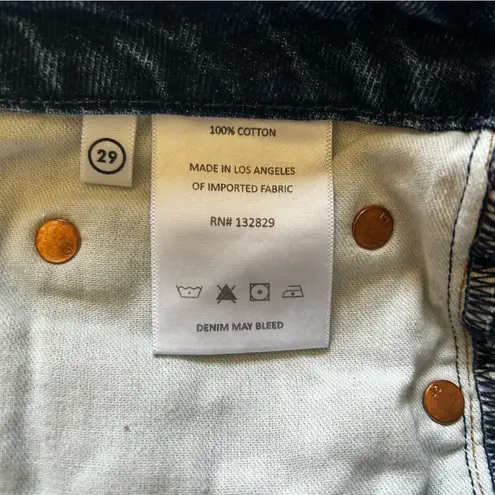 29
100% COTTON
MADE IN LOS ANGELES
OF IMPORTED FABRIC
RN# 132829
DENIM MAY BLEED